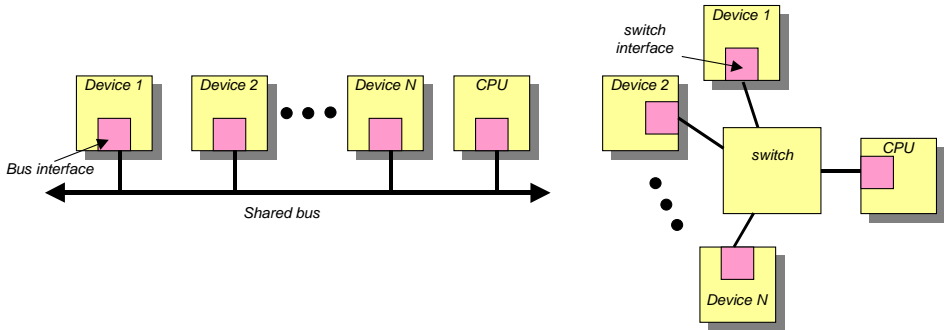 Device 1
Device 2
Device N
CPU
Bus interface
Shared bus
switch
interface
Device 1
Device 2
switch
CPU
Device N